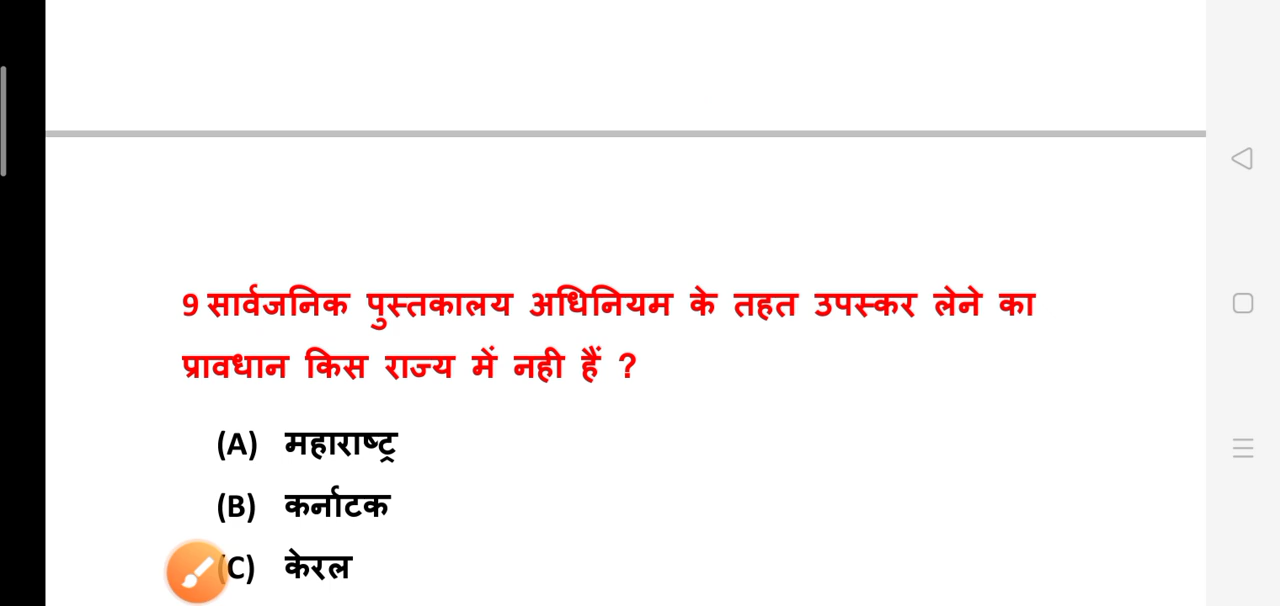 9 सार्वजनिक पुस्तकालय अधिनियम के तहत उपस्कर लेने का
प्रावधान किस राज्य में नही हैं ?
(A) महाराष्ट्र
(B) कर्नाटक
(C) केरल